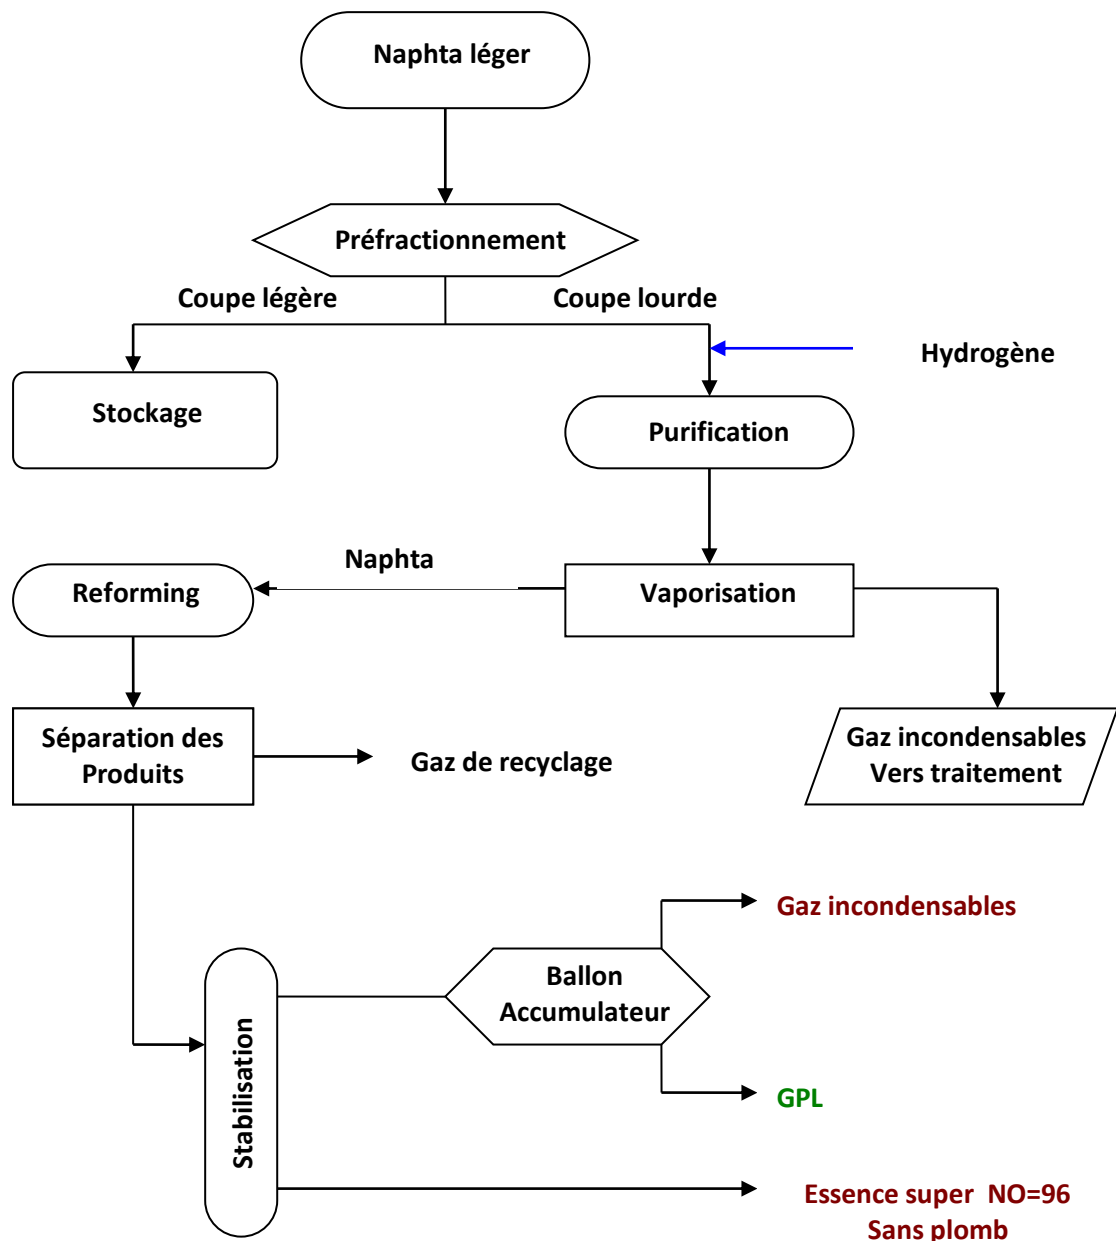 Naphta léger
Préfractionnement
Coupe légère
Coupe lourde
Hydrogène
Stockage
Purification
Naphta
Reforming
Vaporisation
Séparation des
Produits
Gaz de recyclage
Gaz incondensables
Vers traitement
Gaz incondensables
Ballon
Accumulateur
Stabilisation
GPL
Essence super  NO=96
Sans plomb